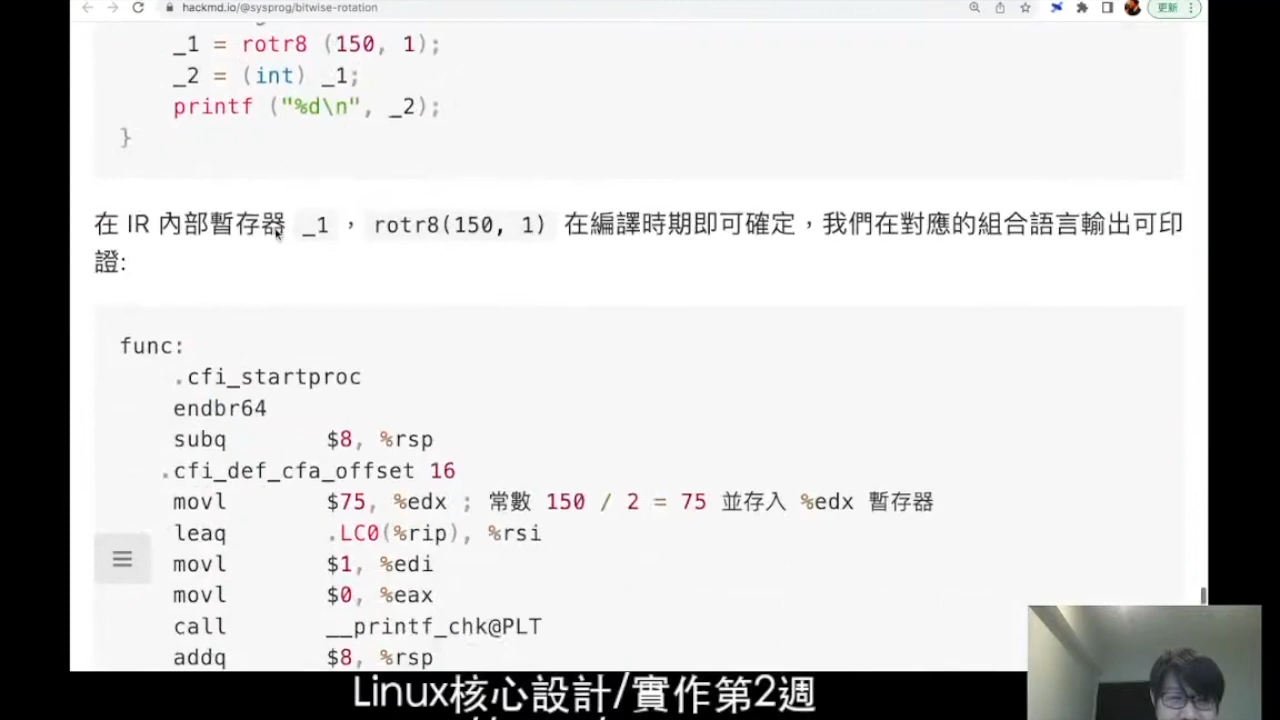 hackmd.io/@sysprog/bitwise-rotation
更新
_1 = rotr8 (150, 1);
_2 = (int) _1;
printf ("%d\n", _2);
}
在 IR 內部暫存器 _1 ， rotr8(150, 1) 在編譯時期即可確定，我們在對應的組合語言輸出可印
證:
func:
.cfi_startproc
endbr64
subq $8, %rsp
.cfi_def_cfa_offset 16
movl $75, %edx ; 常數 150 / 2 = 75 並存入 %edx 暫存器
leaq .LC0(%rip), %rsi
movl $1, %edi
movl $0, %eax
call __printf_chk@PLT
addq $8, %rsp
Linux核心設計/實作第2週